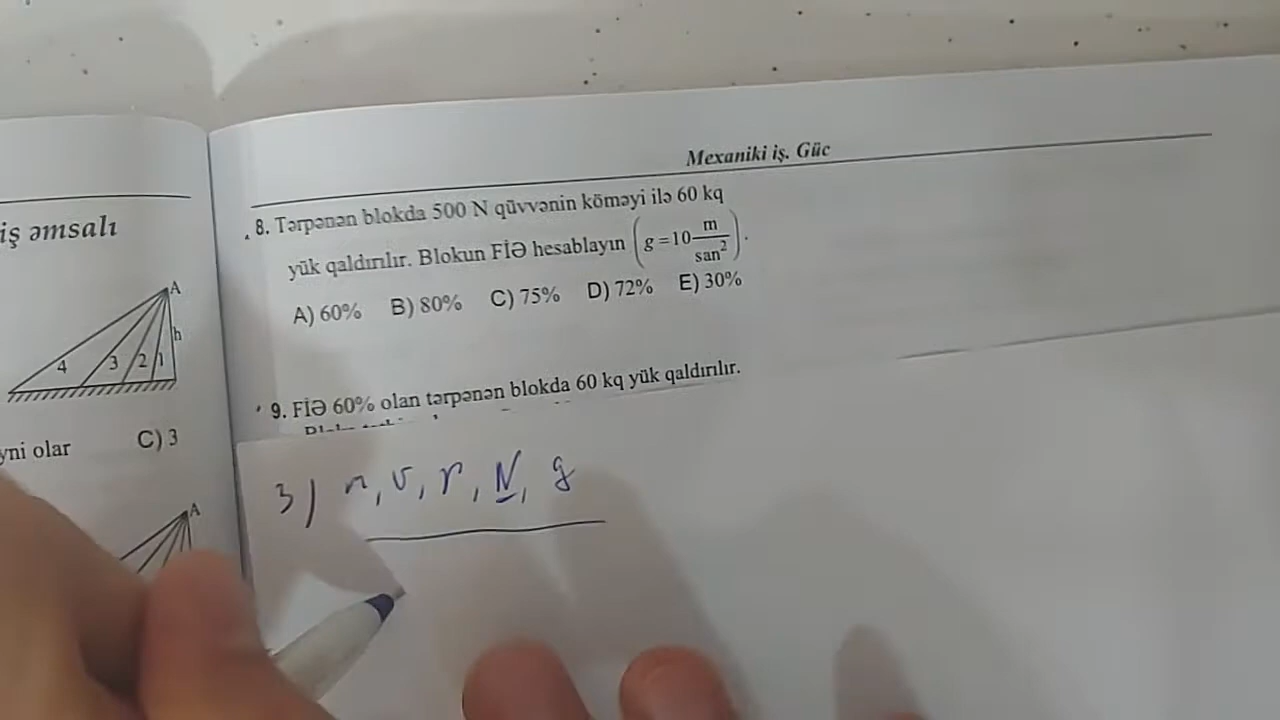 iş əmsalı
A
h
4 3 2 1
yni olar C) 3
A
Mexaniki iş. Güc
8. Tərpənən blokda 500 N qüvvənin köməyi ilə 60 kq
yük qaldırılır. Blokun FİƏ hesablayın (g=10 m/san²).
A) 60% B) 80% C) 75% D) 72% E) 30%
9. FİƏ 60% olan tərpənən blokda 60 kq yük qaldırılır.
3) n, v, r, N, g